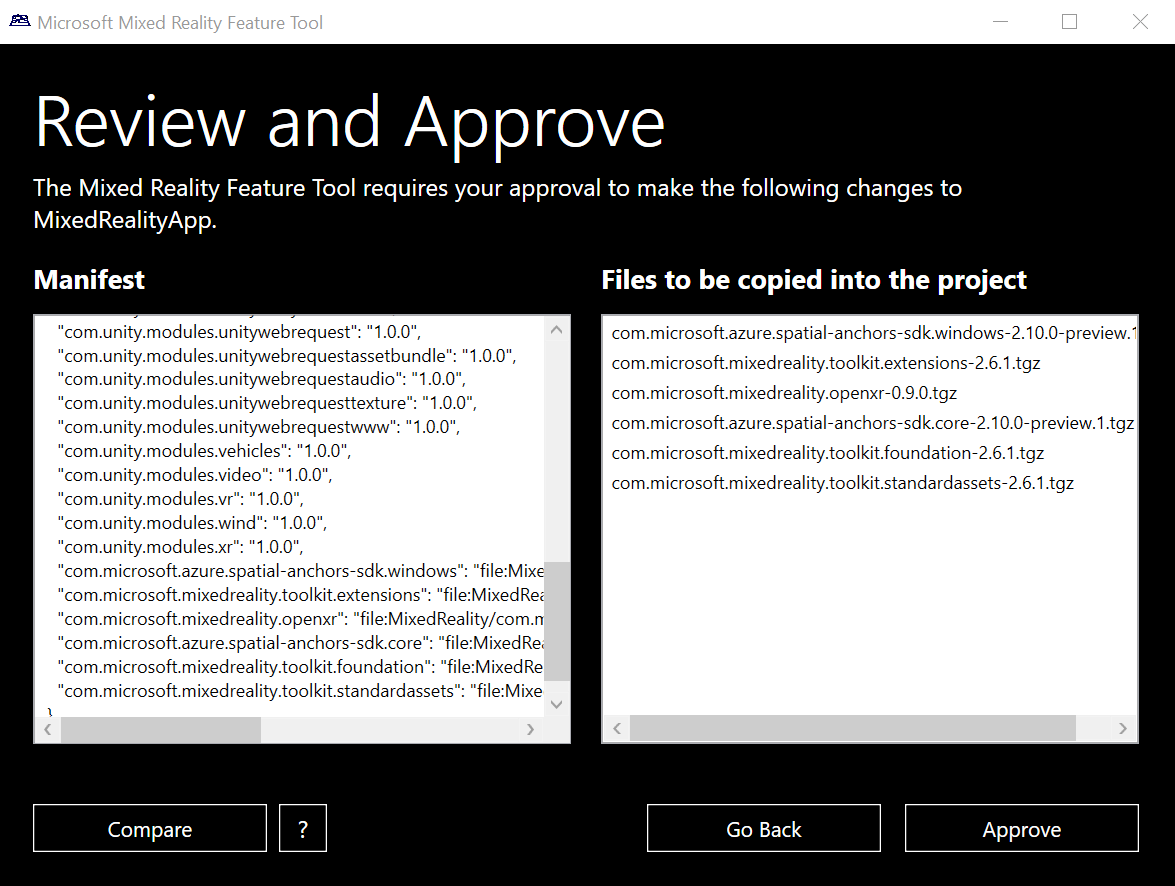 Microsoft Mixed Reality Feature Tool
Review and Approve
The Mixed Reality Feature Tool requires your approval to make the following changes to
MixedRealityApp.
Manifest
"com.unity.modules.unitywebrequest": "1.0.0",
"com.unity.modules.unitywebrequestassetbundle": "1.0.0",
"com.unity.modules.unitywebrequestaudio": "1.0.0",
"com.unity.modules.unitywebrequesttexture": "1.0.0",
"com.unity.modules.unitywebrequestwww": "1.0.0",
"com.unity.modules.vehicles": "1.0.0",
"com.unity.modules.video": "1.0.0",
"com.unity.modules.vr": "1.0.0",
"com.unity.modules.wind": "1.0.0",
"com.unity.modules.xr": "1.0.0",
"com.microsoft.azure.spatial-anchors-sdk.windows": "file:Mixe
"com.microsoft.mixedreality.toolkit.extensions": "file:MixedRea
"com.microsoft.mixedreality.openxr": "file:MixedReality/com.m
"com.microsoft.azure.spatial-anchors-sdk.core": "file:MixedRea
"com.microsoft.mixedreality.toolkit.foundation": "file:MixedRe
"com.microsoft.mixedreality.toolkit.standardassets": "file:Mixe
}
Files to be copied into the project
com.microsoft.azure.spatial-anchors-sdk.windows-2.10.0-preview.1
com.microsoft.mixedreality.toolkit.extensions-2.6.1.tgz
com.microsoft.mixedreality.openxr-0.9.0.tgz
com.microsoft.azure.spatial-anchors-sdk.core-2.10.0-preview.1.tgz
com.microsoft.mixedreality.toolkit.foundation-2.6.1.tgz
com.microsoft.mixedreality.toolkit.standardassets-2.6.1.tgz
Compare
?
Go Back
Approve